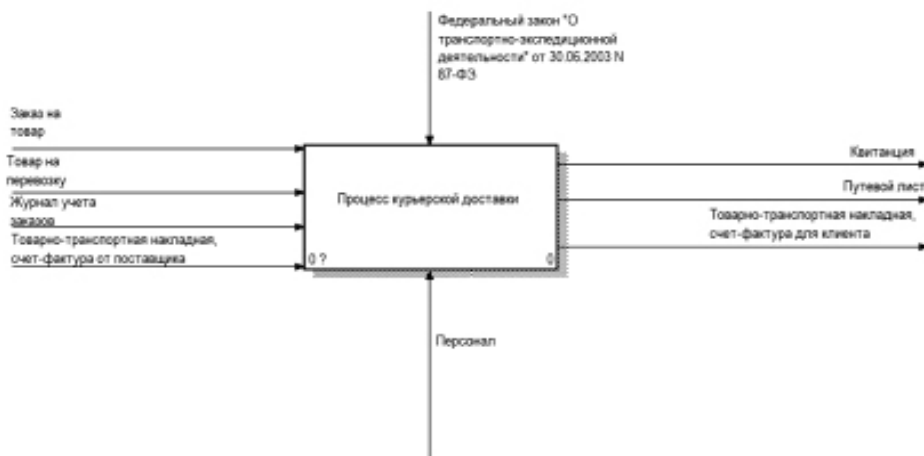 Федеральный закон "О
транспортно-экспедиционной
деятельности" от 30.06.2003 N
87-ФЗ
Заказ на
товар
Товар на
перевозку
Журнал учета
заказов
Товарно-транспортная накладная,
счет-фактура от поставщика
Процесс курьерской доставки
0 ?
0
Квитанция
Путевой лист
Товарно-транспортная накладная,
счет-фактура для клиента
Персонал